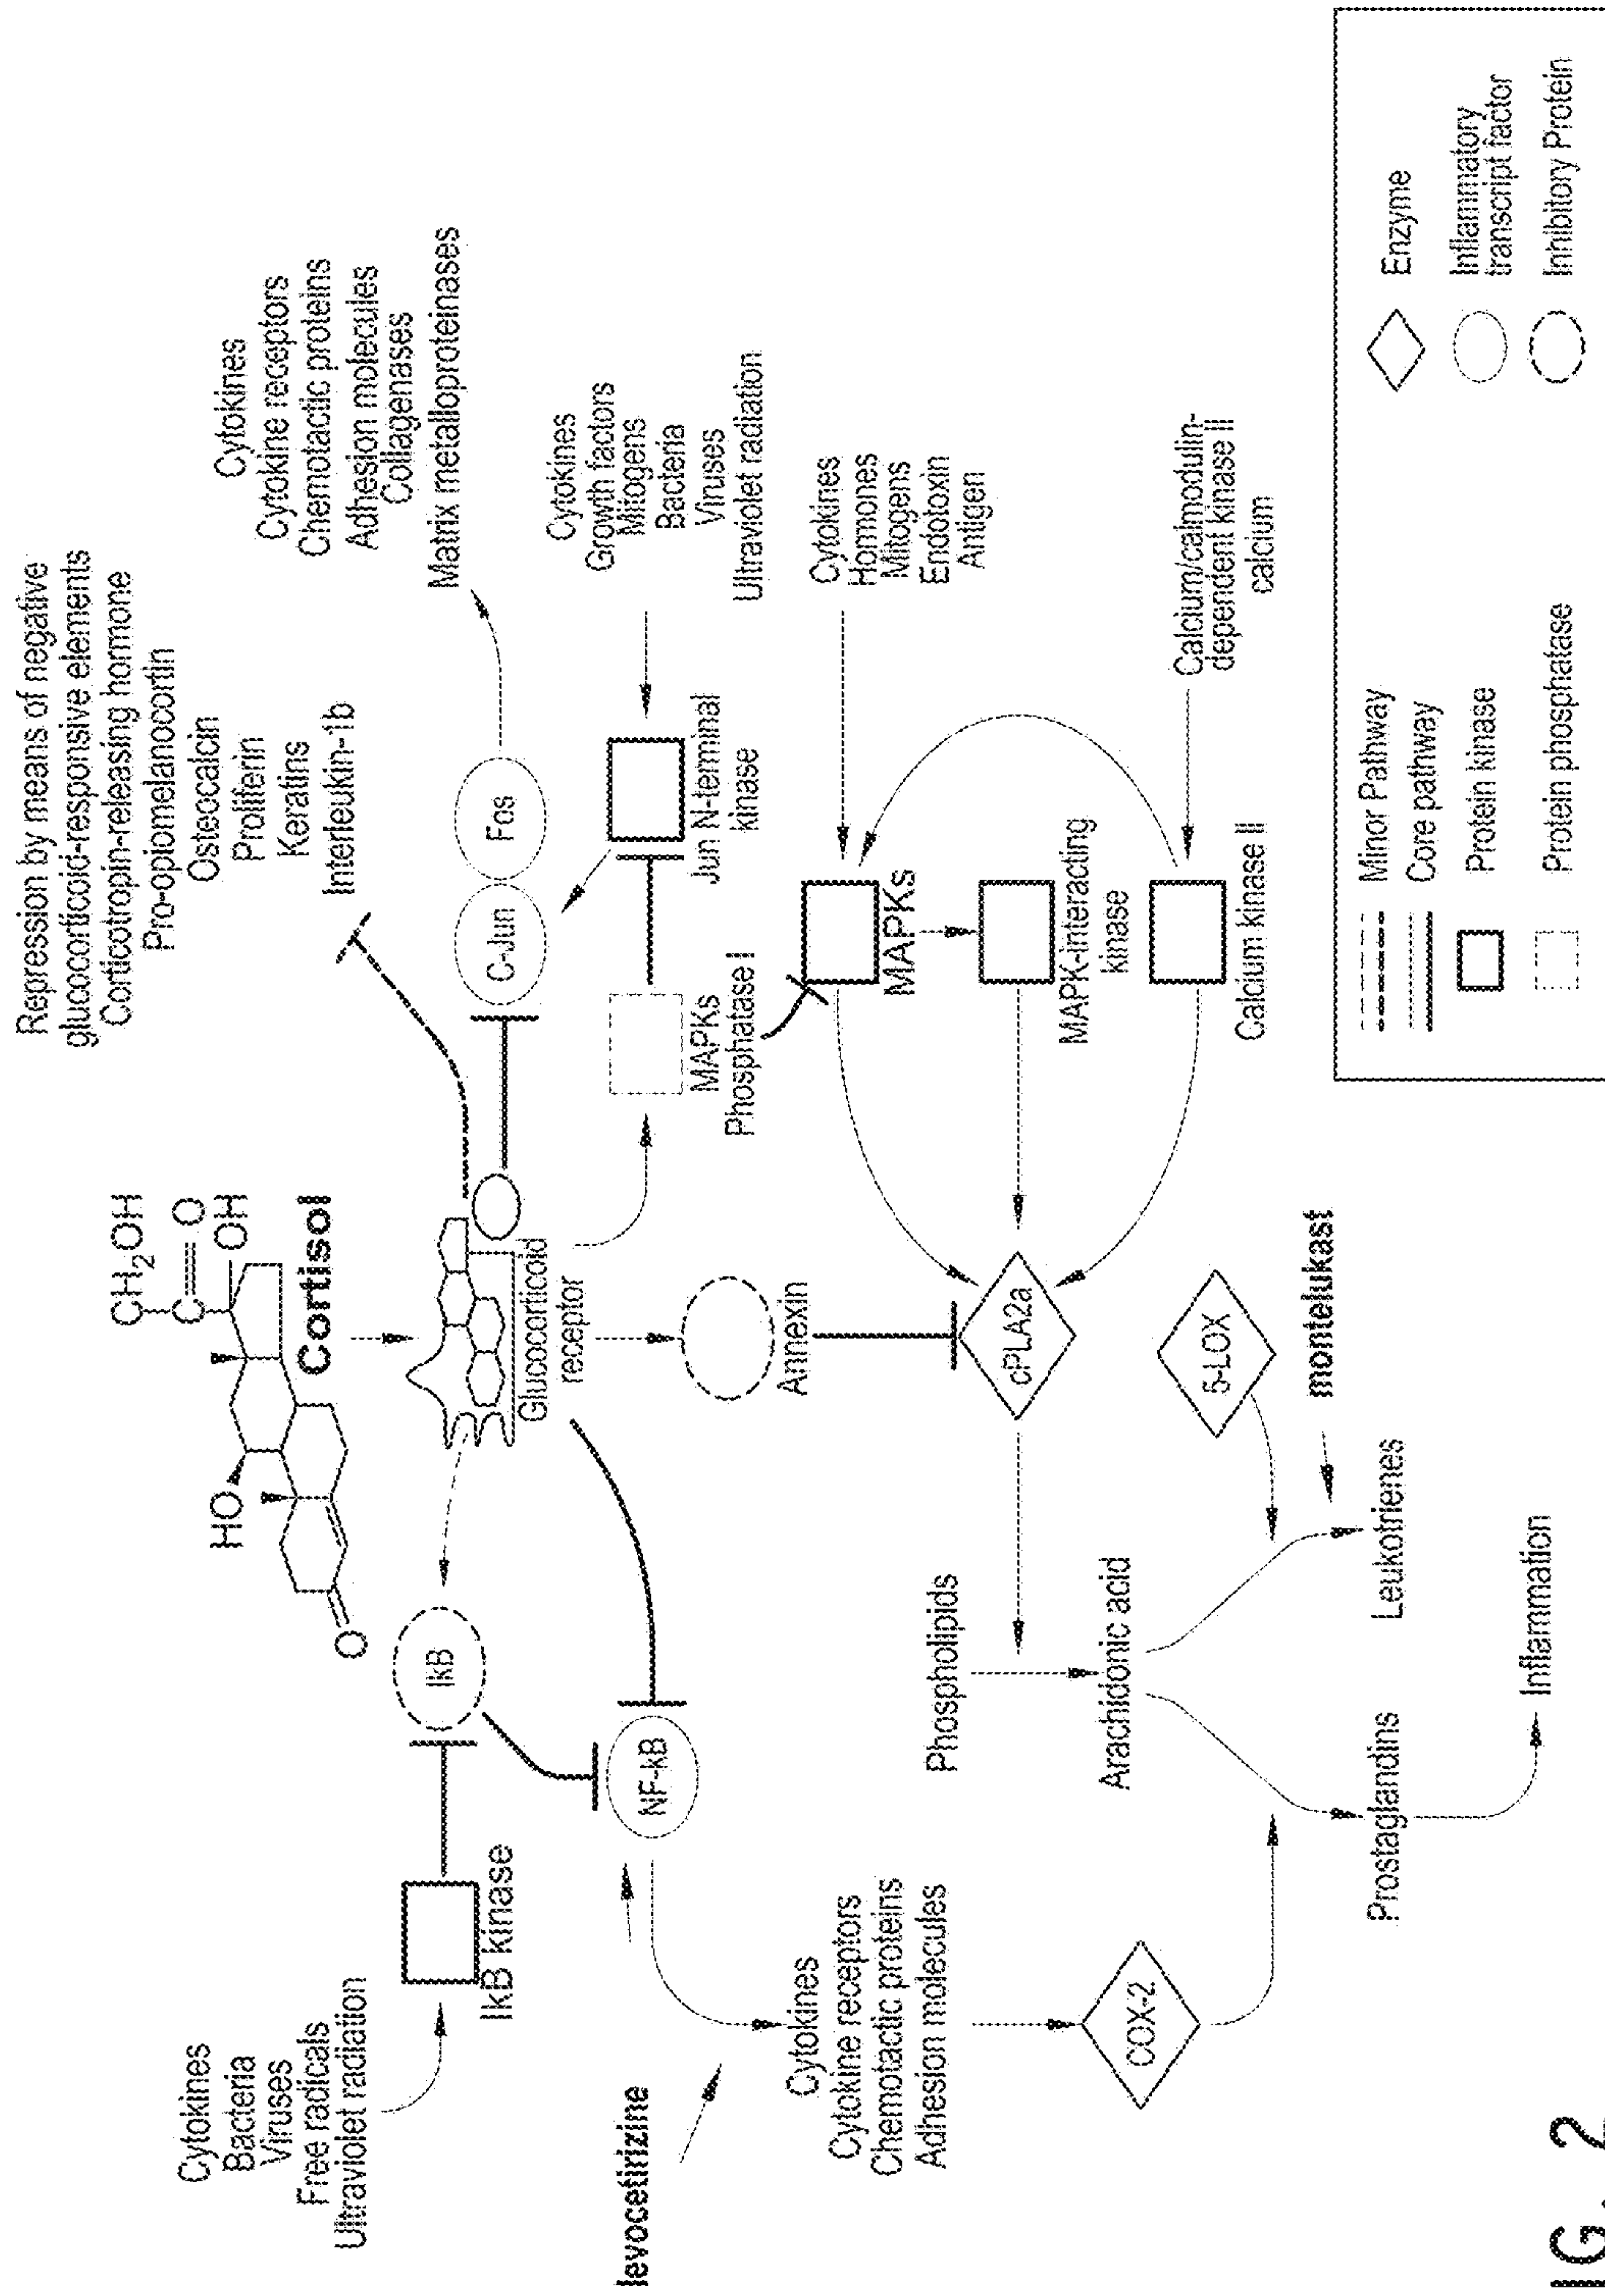 Repression by means of negative
glucocorticoid-responsive elements
Corticotropin-releasing homone
Pro-opiomelanocortin
Osteocalcin
Proliferin
Keratins
Interleukin-1b
CH2OH
C
O
OH
HO
O
Cortisol
Cytokines
Bacteria
Viruses
Free radicals
Ultraviolet radiation
IkB kinase
IkB
Glucocorticoid
receptor
C-Jun
Fos
Cytokines
Cytokine receptors
Chemotactic proteins
Adhesion molecules
Collagenases
Matrix metalloproteinases
levocetirizine
NF-kB
Annexin
MAPKs
Phosphatase I
Jun N-terminal
kinase
Cytokines
Growth factors
Mitogens
Bacteria
Viruses
Ultraviolet radiation
Cytokines
Cytokine receptors
Chemotactic proteins
Adhesion molecules
Phospholipids
cPLA2a
MAPKs
Cytokines
Hormones
Mitogens
Endotoxin
Antigen
MAPK-interacting
kinase
COX-2
Arachidonic acid
5-LOX
Calcium kinase II
Calcium/calmodulin-
dependent kinase II
calcium
montelukast
Prostaglandins
Leukotrienes
Inflammation
Minor Pathway
Core pathway
Protein kinase
Protein phosphatase
Enzyme
Inflammatory
transcript factor
Inhibitory Protein
IG. 2